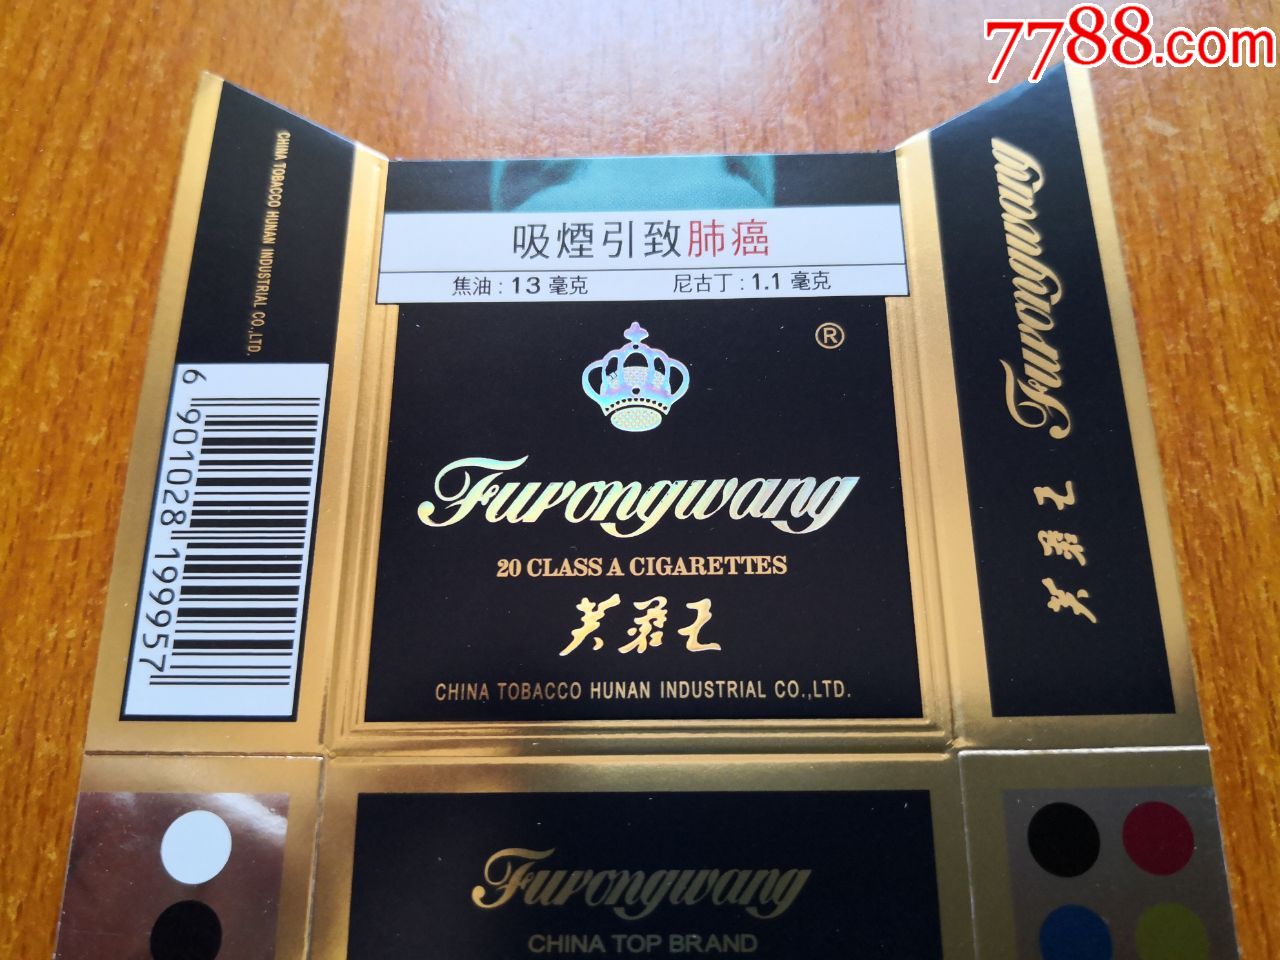 7788.com
吸煙引致肺癌
焦油 : 13 毫克 尼古丁 : 1.1 毫克
®
Furongwang
20 CLASS A CIGARETTES
芙蓉王
CHINA TOBACCO HUNAN INDUSTRIAL CO.,LTD.
CHINA TOBACCO HUNAN INDUSTRIAL CO.,LTD.
6 901028 199957
Furongwang
芙蓉王
Furongwang
CHINA TOP BRAND